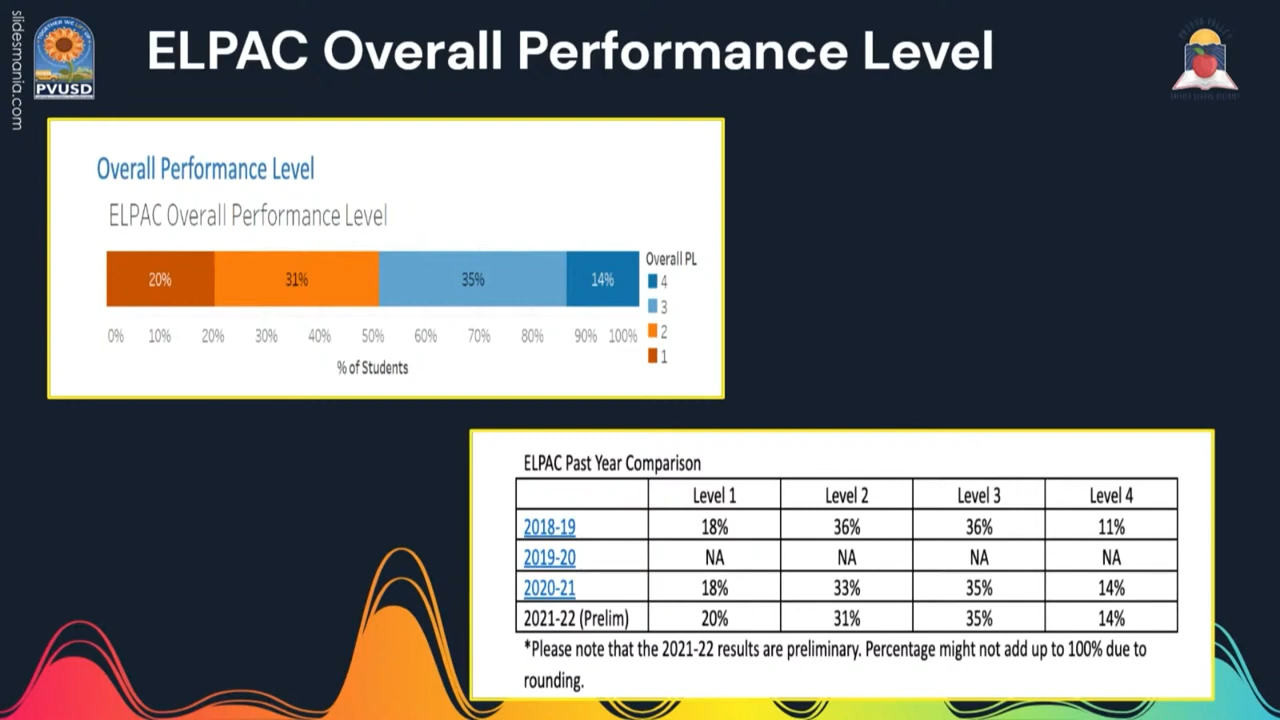 slidesmania.com
TOGETHER WE LIFT UP
PVUSD
ELPAC Overall Performance Level
Overall Performance Level
ELPAC Overall Performance Level
20% 31% 35% 14%
0% 10% 20% 30% 40% 50% 60% 70% 80% 90% 100%
% of Students
Overall PL
4
3
2
1
ELPAC Past Year Comparison
Level 1 Level 2 Level 3 Level 4
2018-19 18% 36% 36% 11%
2019-20 NA NA NA NA
2020-21 18% 33% 35% 14%
2021-22 (Prelim) 20% 31% 35% 14%
*Please note that the 2021-22 results are preliminary. Percentage might not add up to 100% due to
rounding.